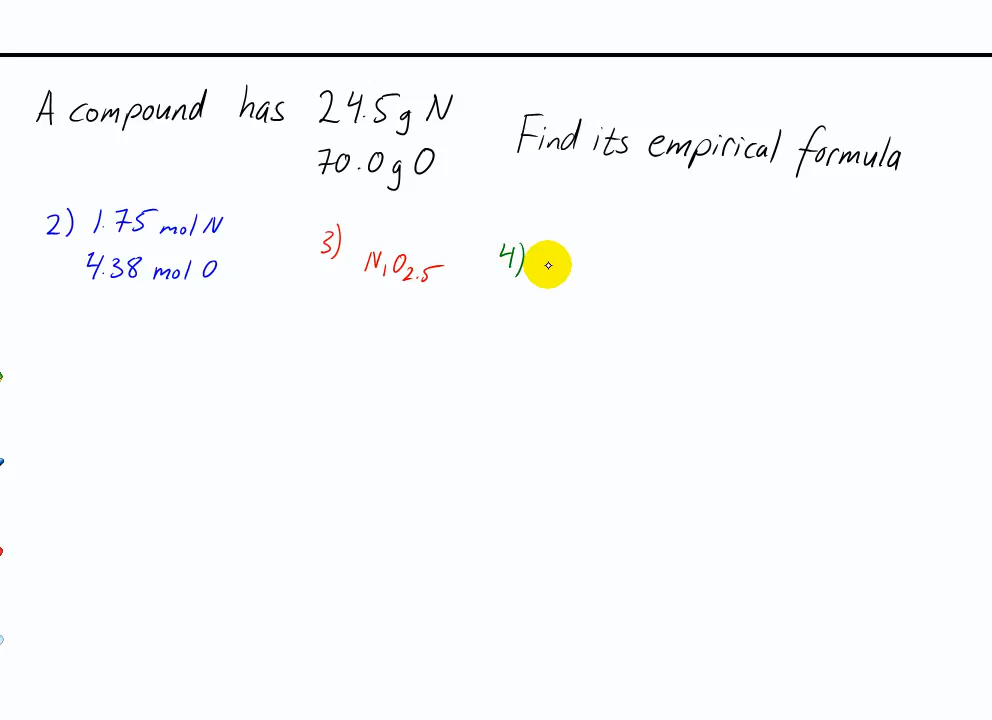 A compound has 24.5 g N
70.0 g O
Find its empirical formula
2) 1.75 mol N
4.38 mol O
3)
N₁O₂.₅
4)